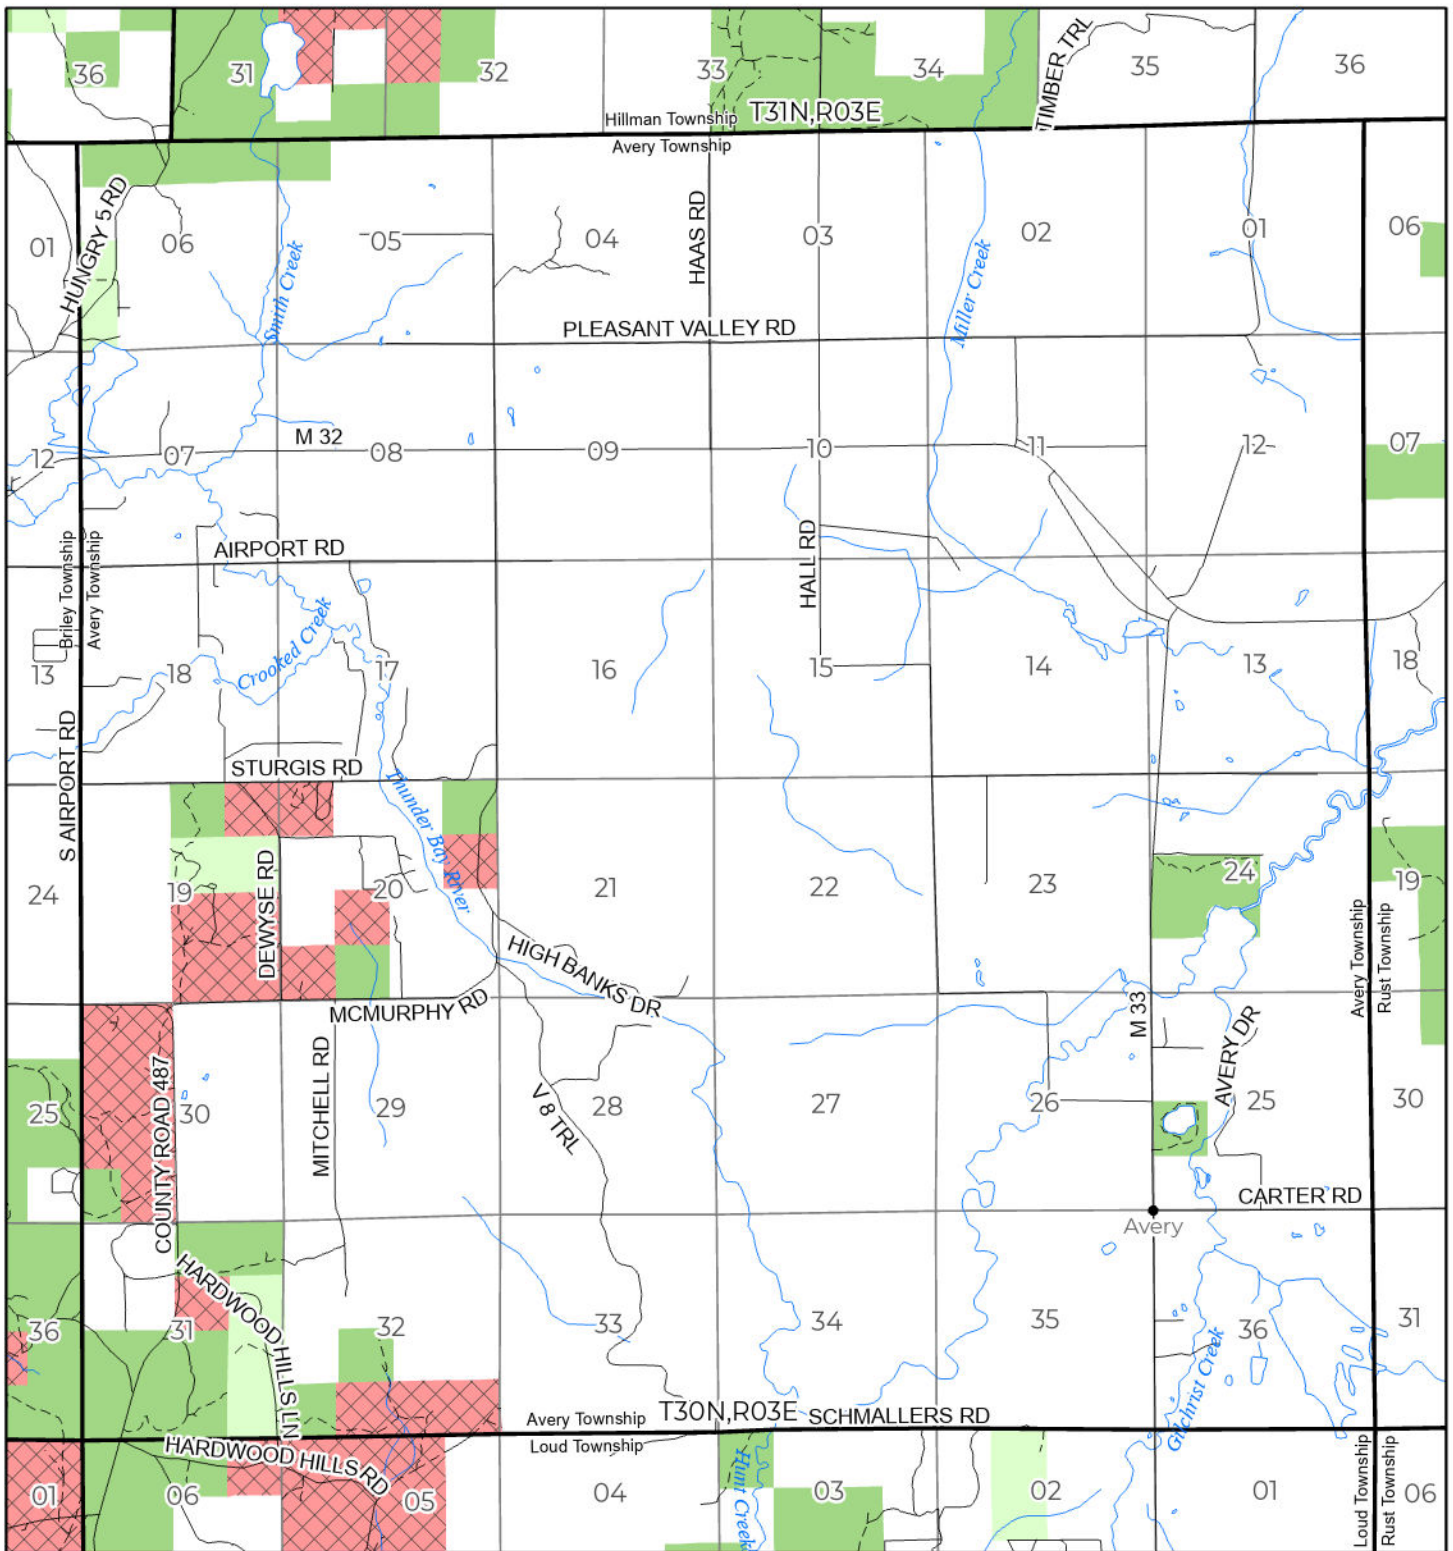 36
31
32
33
34
TIMBER TRL
35
36
Hillman Township
T31N,R03E
Avery Township
01
HUNGRY 5 RD
06
Smith Creek
05
04
HAAS RD
03
Miller Creek
02
01
06
PLEASANT VALLEY RD
12
07
M 32
08
09
10
11
12
07
Briley Township
Avery Township
AIRPORT RD
HALL RD
13
18
Crooked Creek
17
16
15
14
13
18
S AIRPORT RD
STURGIS RD
Thunder Bay River
24
19
DEWYSE RD
20
21
22
23
24
19
Avery Township
Rust Township
HIGH BANKS DR
MCMURPHY RD
M 33
AVERY DR
25
COUNTY ROAD 487
30
MITCHELL RD
29
V 8 TRL
28
27
26
25
30
CARTER RD
Avery
36
HARDWOOD HILLS LN
31
32
33
34
35
36
31
Gilchrist Creek
Avery Township
T30N,R03E
SCHMALLERS RD
Loud Township
HARDWOOD HILLS RD
01
06
05
04
Hunt Creek
03
02
01
Loud Township
Rust Township
06